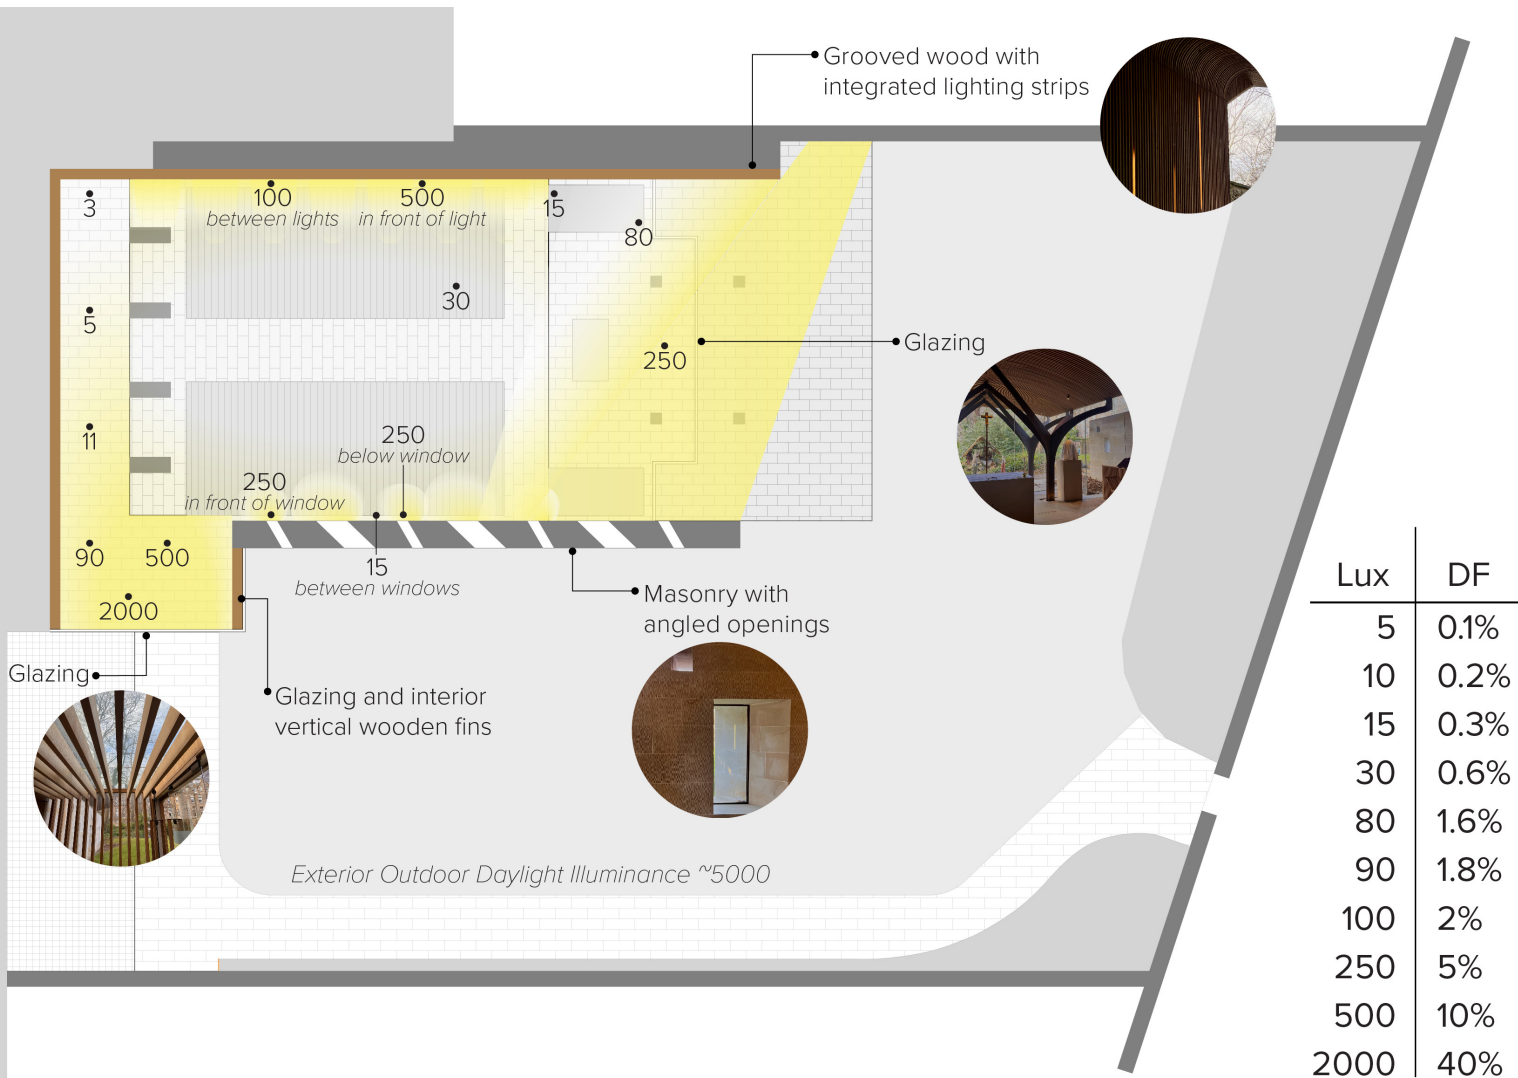 Grooved wood with
integrated lighting strips
3
100
between lights
500
in front of light
15
80
30
5
250
Glazing
11
250
below window
250
in front of window
90
500
15
between windows
2000
Masonry with
angled openings
Glazing
Glazing and interior
vertical wooden fins
Exterior Outdoor Daylight Illuminance ~5000
Lux DF
5 0.1%
10 0.2%
15 0.3%
30 0.6%
80 1.6%
90 1.8%
100 2%
250 5%
500 10%
2000 40%